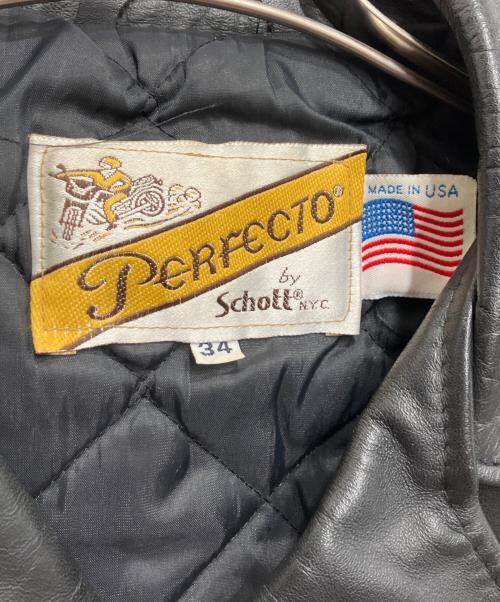 PERFECTO®
by
Schott® N.Y.C.
34
MADE IN USA